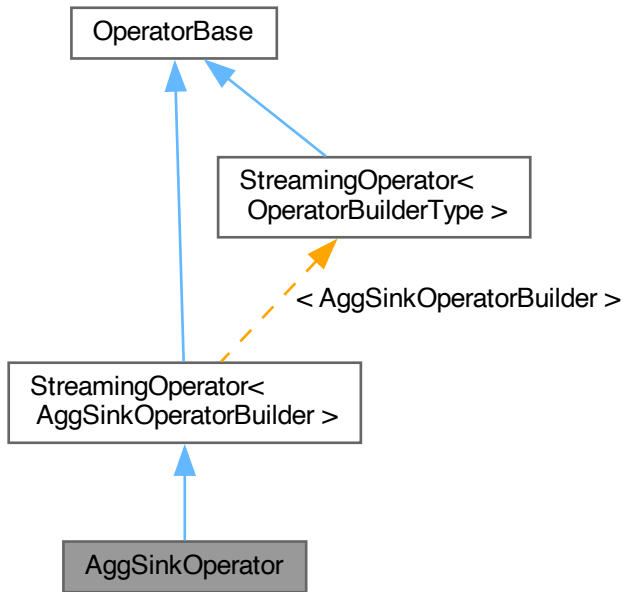 OperatorBase
StreamingOperator<
OperatorBuilderType >
< AggSinkOperatorBuilder >
StreamingOperator<
AggSinkOperatorBuilder >
AggSinkOperator